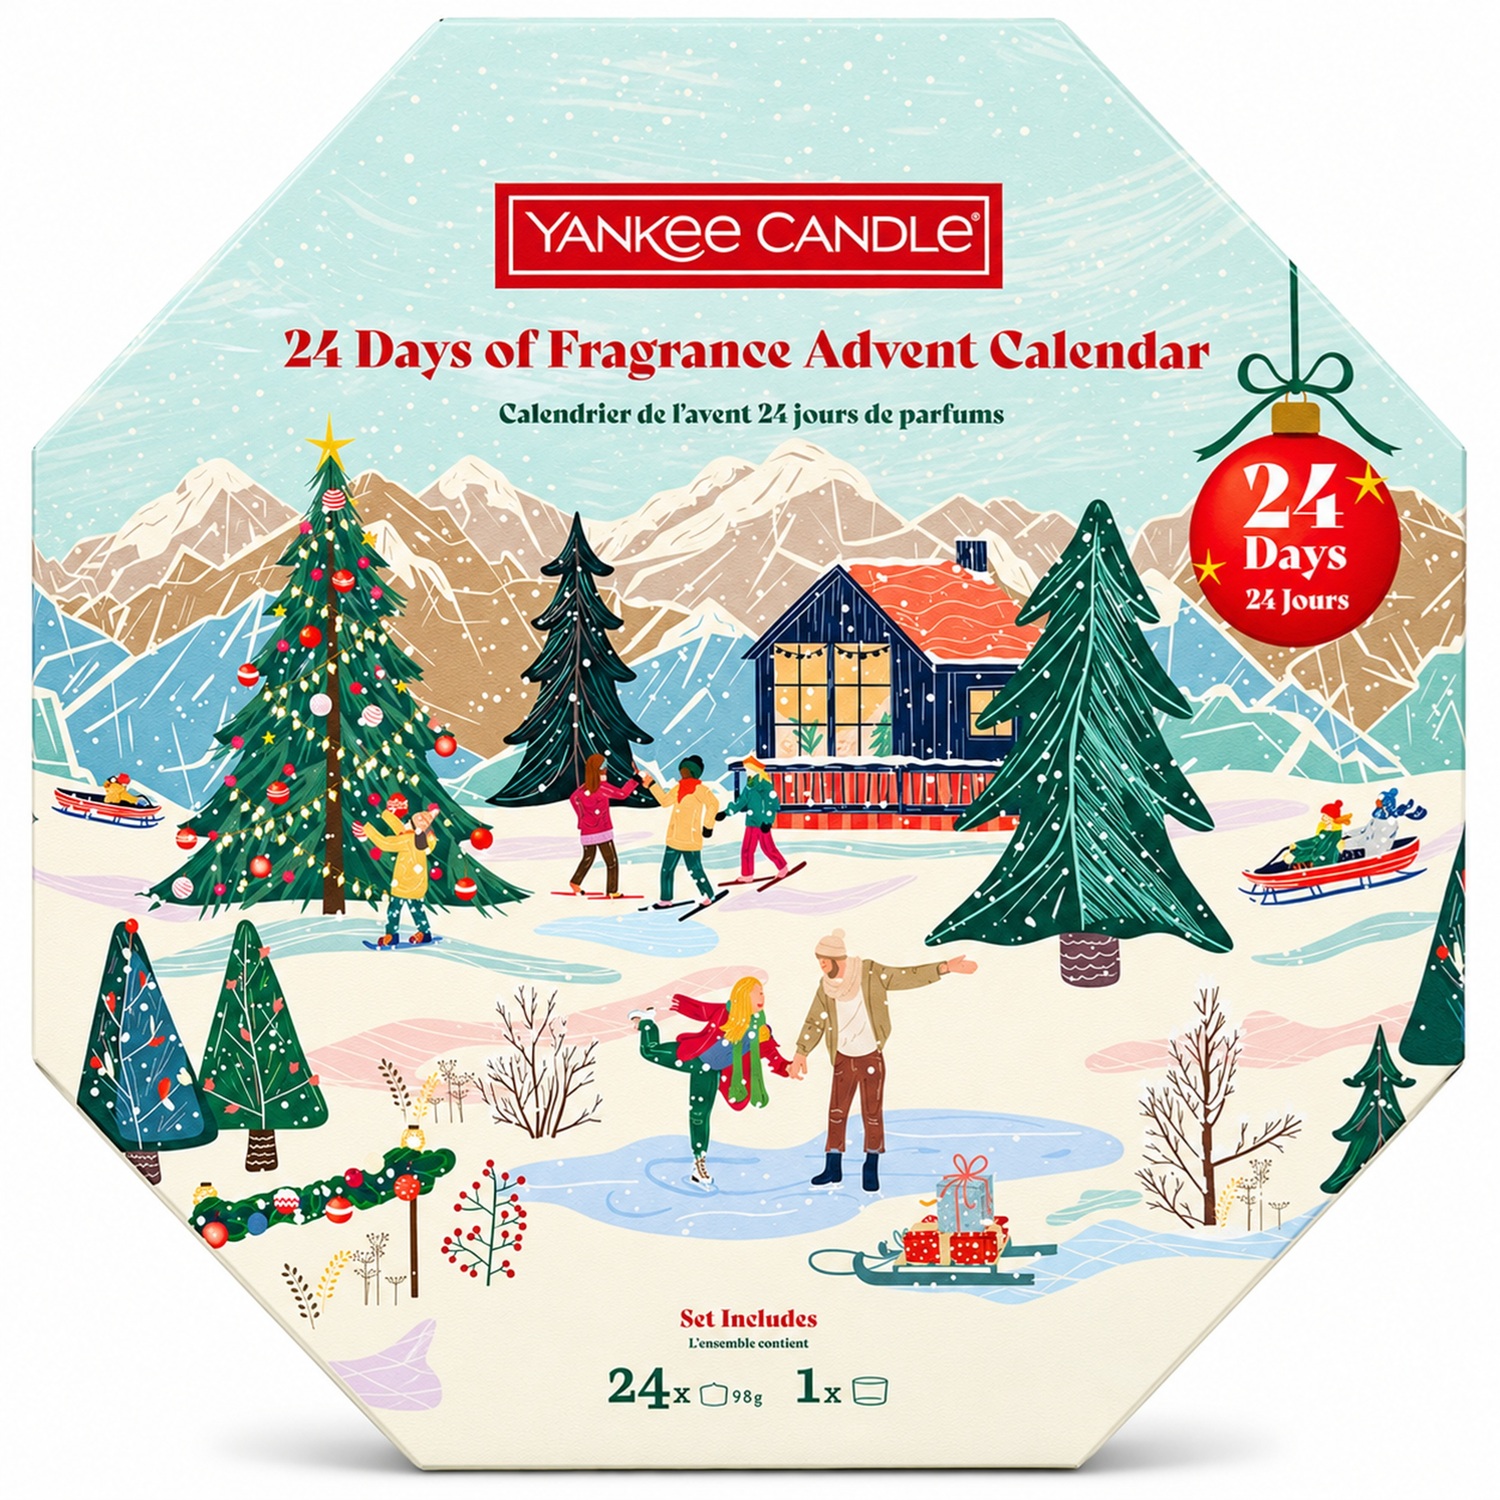 YANKEE CANDLE®
24 Days of Fragrance Advent Calendar
Calendrier de l'avent 24 jours de parfums
24
Days
24 Jours
Set Includes
L'ensemble contient
24x 98g 1x